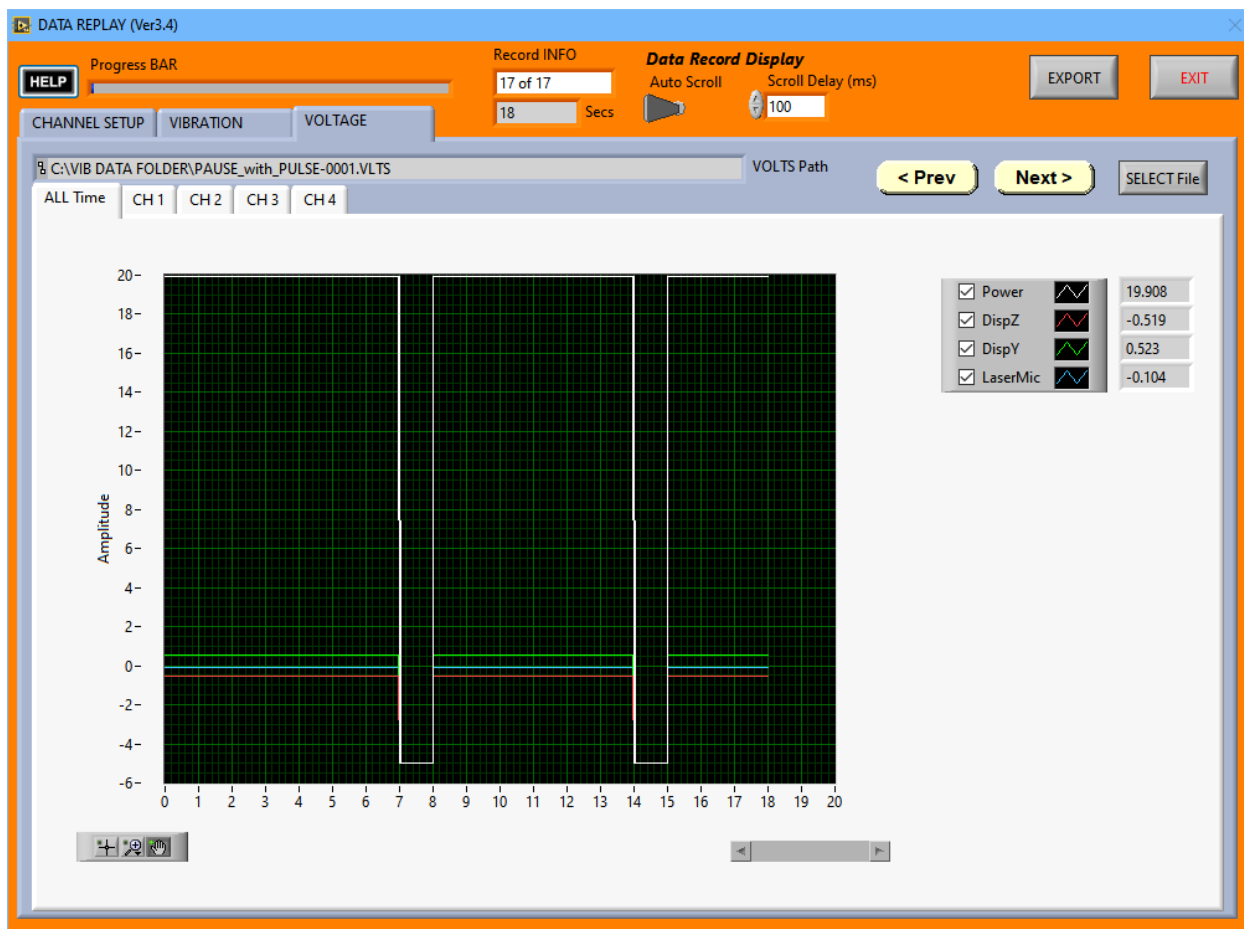 DATA REPLAY (Ver3.4)
HELP
Progress BAR
Record INFO
17 of 17
18 Secs
Data Record Display
Auto Scroll
Scroll Delay (ms)
100
EXPORT
EXIT
CHANNEL SETUP VIBRATION VOLTAGE
C:\VIB DATA FOLDER\PAUSE_with_PULSE-0001.VLTS
VOLTS Path
< Prev
Next >
SELECT File
ALL Time CH 1 CH 2 CH 3 CH 4
Amplitude
20-
18-
16-
14-
12-
10-
8-
6-
4-
2-
0-
-2-
-4-
-6-
0 1 2 3 4 5 6 7 8 9 10 11 12 13 14 15 16 17 18 19 20
Power 19.908
DispZ -0.519
DispY 0.523
LaserMic -0.104